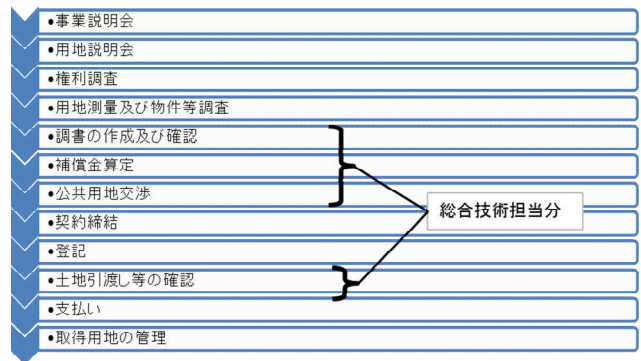 •事業説明会
•用地説明会
•権利調査
•用地測量及び物件等調査
•調書の作成及び確認
•補償金算定
•公共用地交渉
•契約締結
•登記
•土地引渡し等の確認
•支払い
•取得用地の管理
総合技術担当分